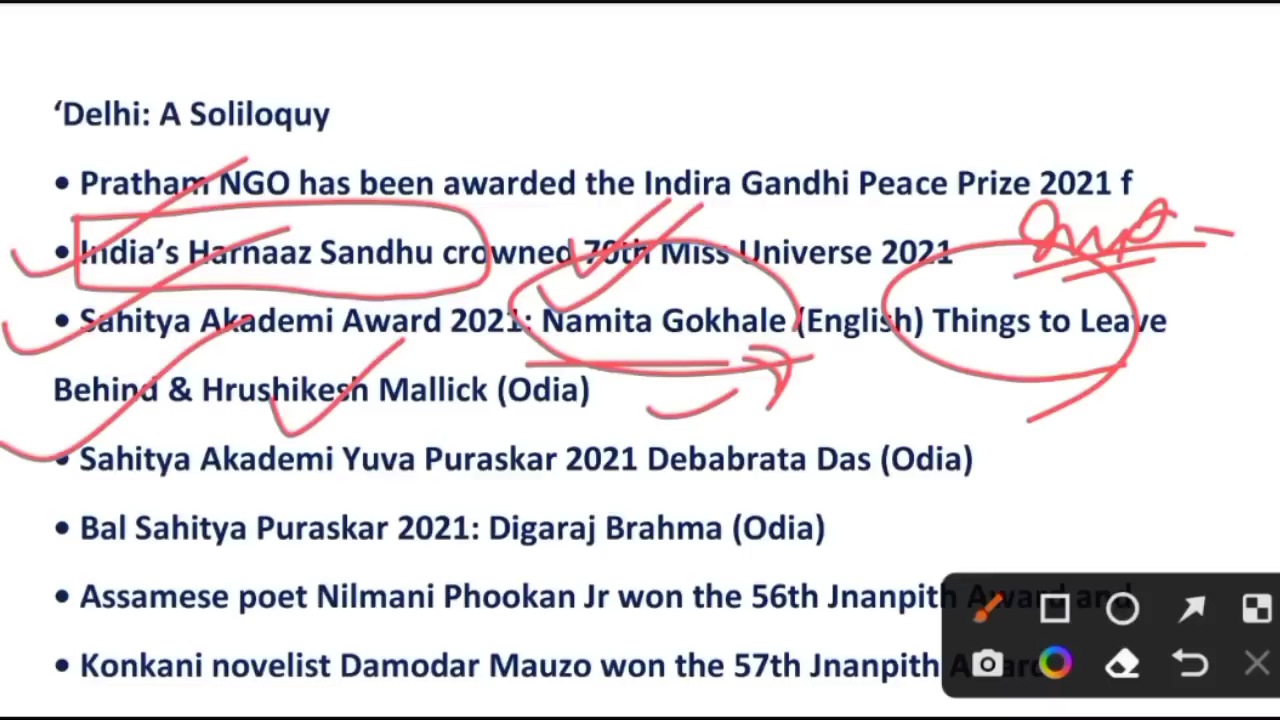 ‘Delhi: A Soliloquy
• Pratham NGO has been awarded the Indira Gandhi Peace Prize 2021 f
• India’s Harnaaz Sandhu crowned 70th Miss Universe 2021
• Sahitya Akademi Award 2021: Namita Gokhale (English) Things to Leave
Behind & Hrushikesh Mallick (Odia)
• Sahitya Akademi Yuva Puraskar 2021 Debabrata Das (Odia)
• Bal Sahitya Puraskar 2021: Digaraj Brahma (Odia)
• Assamese poet Nilmani Phookan Jr won the 56th Jnanpith Award and
• Konkani novelist Damodar Mauzo won the 57th Jnanpith Award